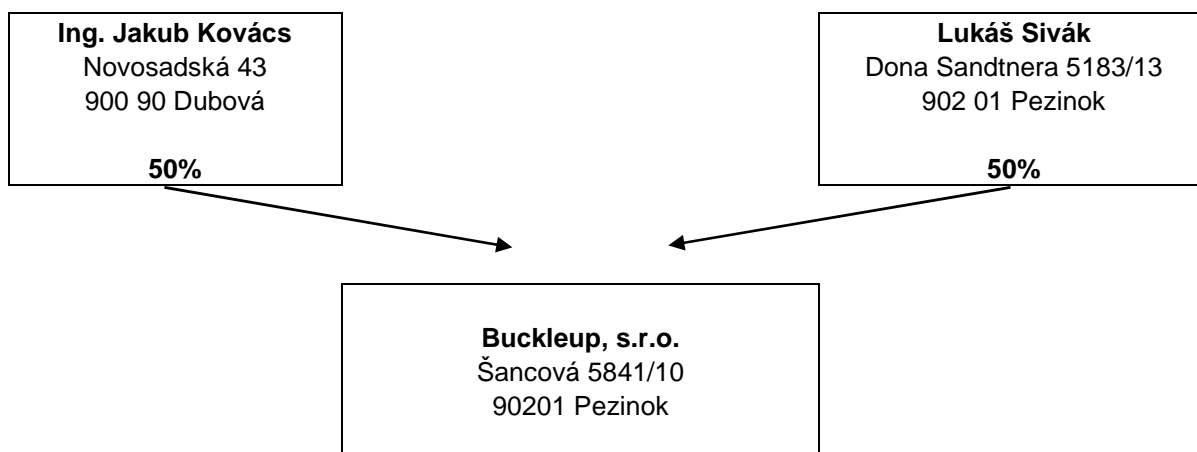 Ing. Jakub Kovács
Novosadská 43
900 90 Dubová
50%
Lukáš Sivák
Dona Sandtnera 5183/13
902 01 Pezinok
50%
Buckleup, s.r.o.
Šancová 5841/10
90201 Pezinok